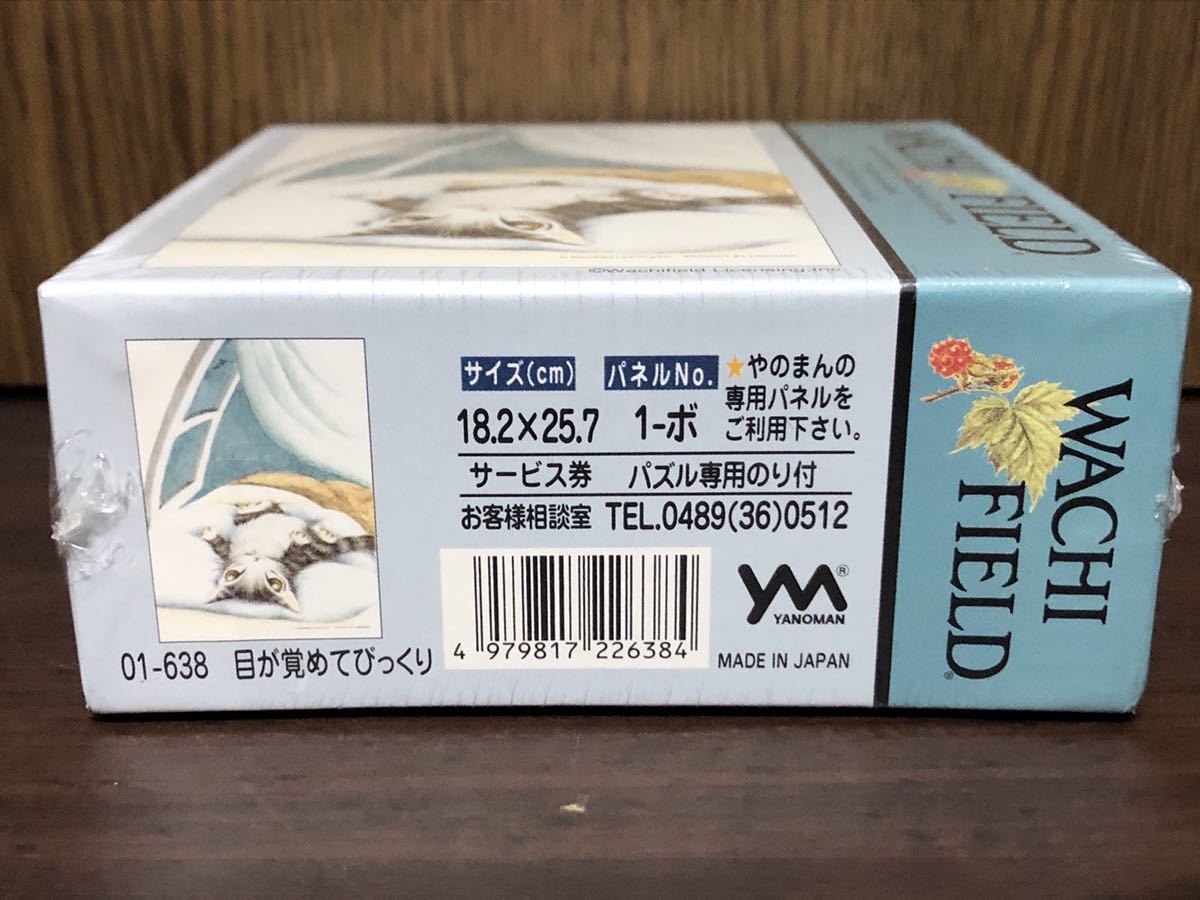 ©Wachifield Licensing.Inc
FIELD
サイズ(cm) パネルNo.
18.2×25.7 1-ボ
★やのまんの
専用パネルを
ご利用下さい。
サービス券 パズル専用のり付
お客様相談室 TEL.0489(36)0512
4 979817 226384
YM®
YANOMAN
MADE IN JAPAN
01-638 目が覚めてびっくり
WACHI
FIELD®